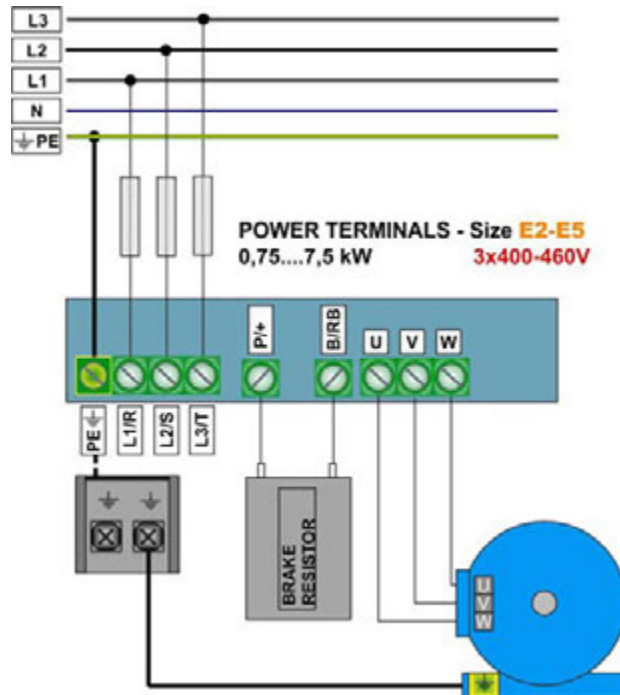 L3
L2
L1
N
PE
POWER TERMINALS - Size E2-E5
0,75....7,5 kW 3x400-460V
P/+
B/RB
U
V
W
PE
L1/R
L2/S
L3/T
BRAKE
RESISTOR
U
V
W